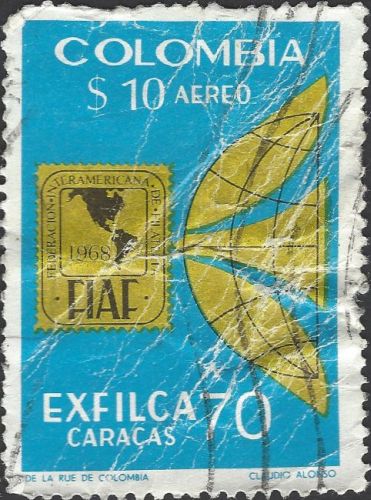 COLOMBIA
$ 10 AEREO
FEDERACION · INTERAMERICANA · DE · FILATELIA
1968
· FIAF ·
EXFILCA 70
CARACAS
DE LA RUE DE COLOMBIA
CLAUDIO ALONSO